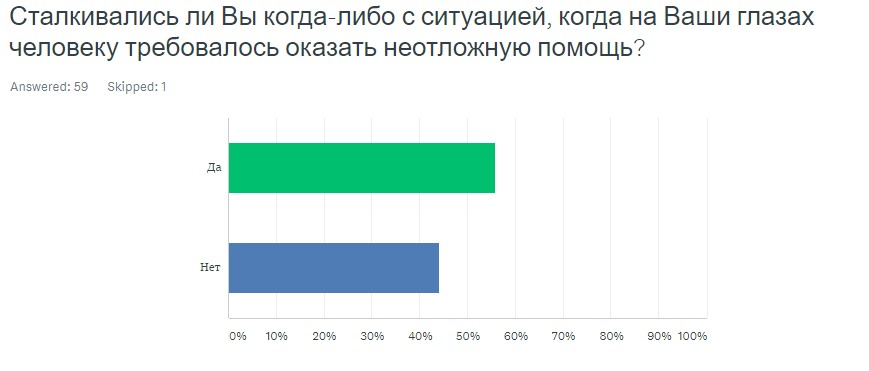 Сталкивались ли Вы когда-либо с ситуацией, когда на Ваши глазах
человеку требовалось оказать неотложную помощь?
Answered: 59 Skipped: 1
Да
Нет
0% 10% 20% 30% 40% 50% 60% 70% 80% 90% 100%